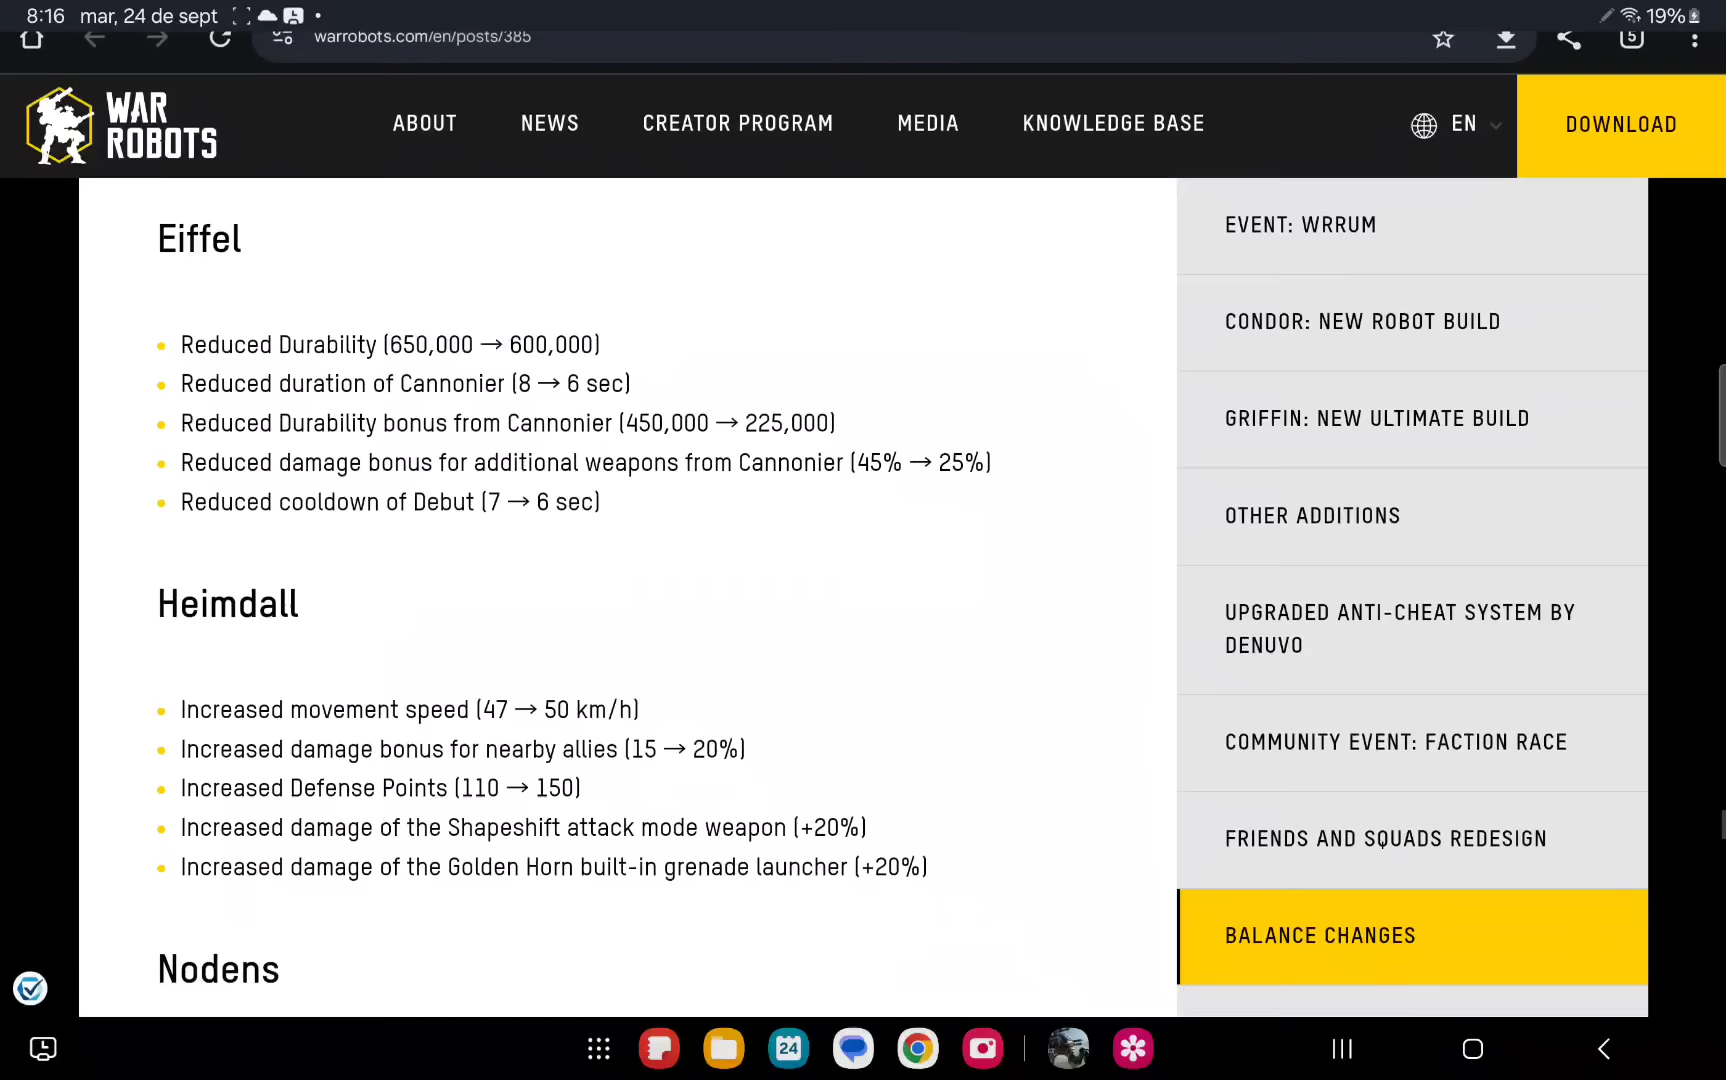 8:16 mar, 24 de sept
19%
warrobots.com/en/posts/385
5
WAR
ROBOTS
ABOUT
NEWS
CREATOR PROGRAM
MEDIA
KNOWLEDGE BASE
EN
DOWNLOAD
Eiffel
Reduced Durability (650,000 → 600,000)
Reduced duration of Cannonier (8 → 6 sec)
Reduced Durability bonus from Cannonier (450,000 → 225,000)
Reduced damage bonus for additional weapons from Cannonier (45% → 25%)
Reduced cooldown of Debut (7 → 6 sec)
Heimdall
Increased movement speed (47 → 50 km/h)
Increased damage bonus for nearby allies (15 → 20%)
Increased Defense Points (110 → 150)
Increased damage of the Shapeshift attack mode weapon (+20%)
Increased damage of the Golden Horn built-in grenade launcher (+20%)
Nodens
EVENT: WRRUM
CONDOR: NEW ROBOT BUILD
GRIFFIN: NEW ULTIMATE BUILD
OTHER ADDITIONS
UPGRADED ANTI-CHEAT SYSTEM BY
DENUVO
COMMUNITY EVENT: FACTION RACE
FRIENDS AND SQUADS REDESIGN
BALANCE CHANGES
24